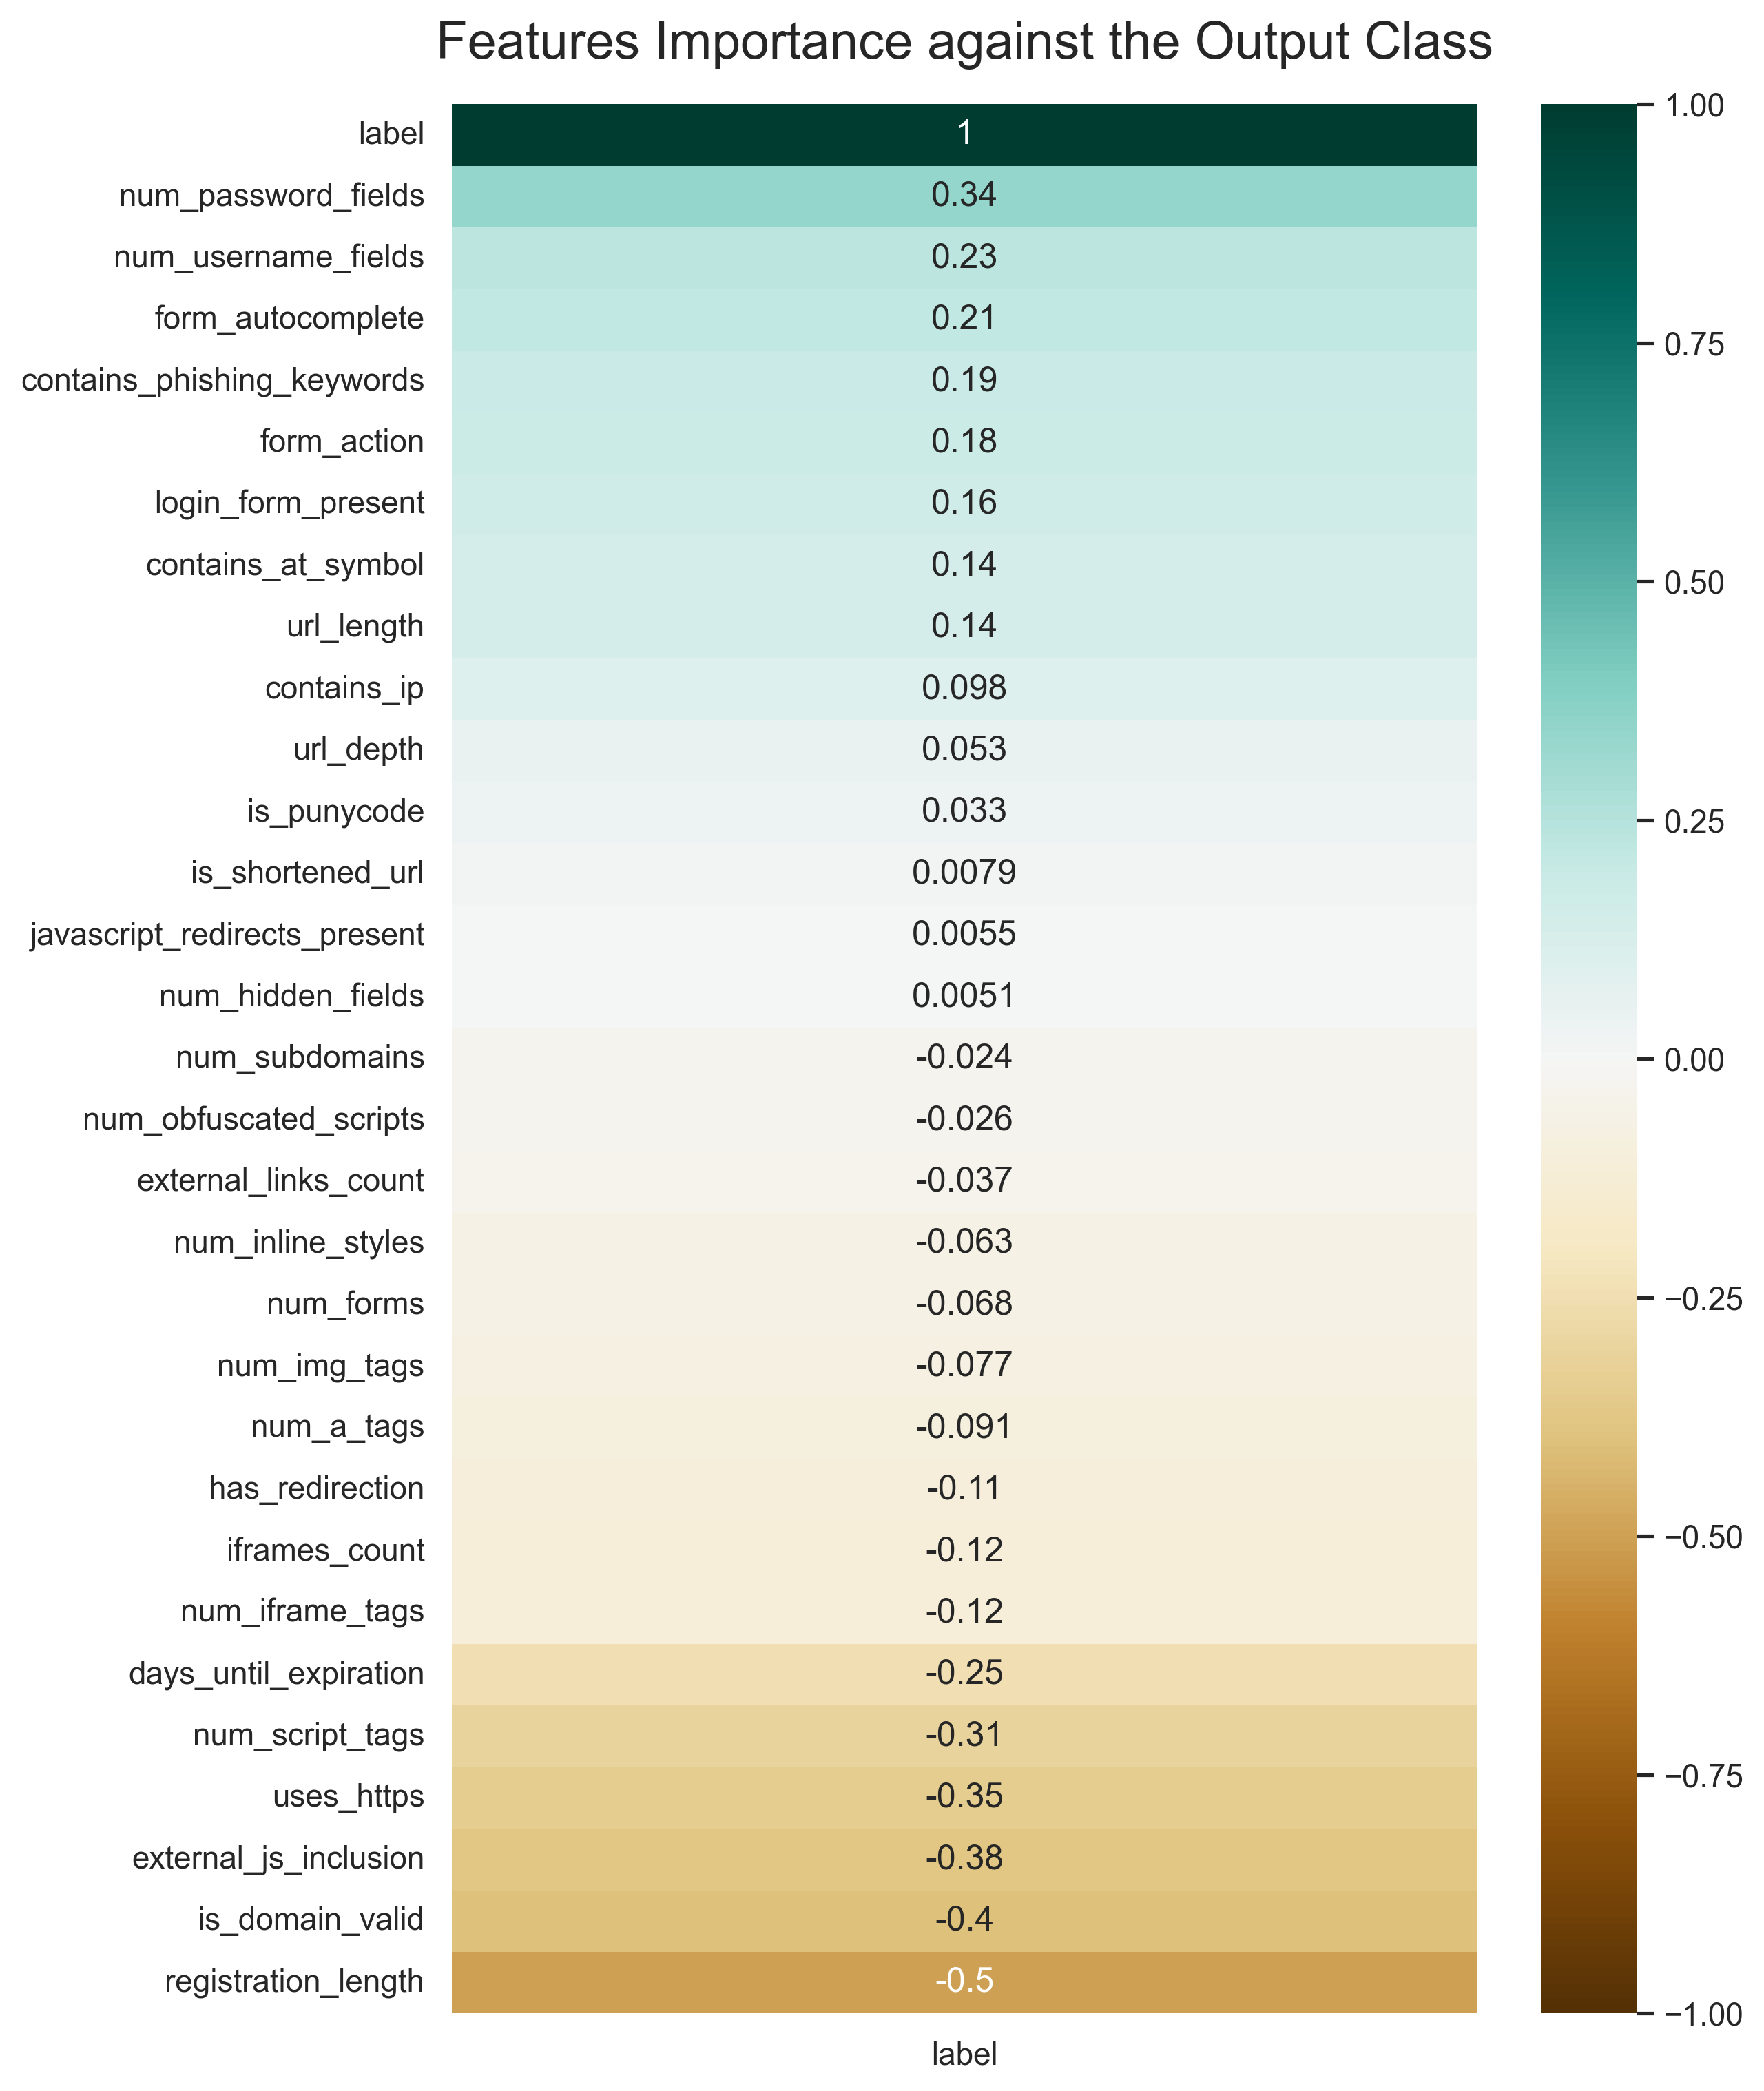 Features Importance against the Output Class
label 1
num_password_fields 0.34
num_username_fields 0.23
form_autocomplete 0.21
contains_phishing_keywords 0.19
form_action 0.18
login_form_present 0.16
contains_at_symbol 0.14
url_length 0.14
contains_ip 0.098
url_depth 0.053
is_punycode 0.033
is_shortened_url 0.0079
javascript_redirects_present 0.0055
num_hidden_fields 0.0051
num_subdomains -0.024
num_obfuscated_scripts -0.026
external_links_count -0.037
num_inline_styles -0.063
num_forms -0.068
num_img_tags -0.077
num_a_tags -0.091
has_redirection -0.11
iframes_count -0.12
num_iframe_tags -0.12
days_until_expiration -0.25
num_script_tags -0.31
uses_https -0.35
external_js_inclusion -0.38
is_domain_valid -0.4
registration_length -0.5
label
1.00
0.75
0.50
0.25
0.00
−0.25
−0.50
−0.75
−1.00